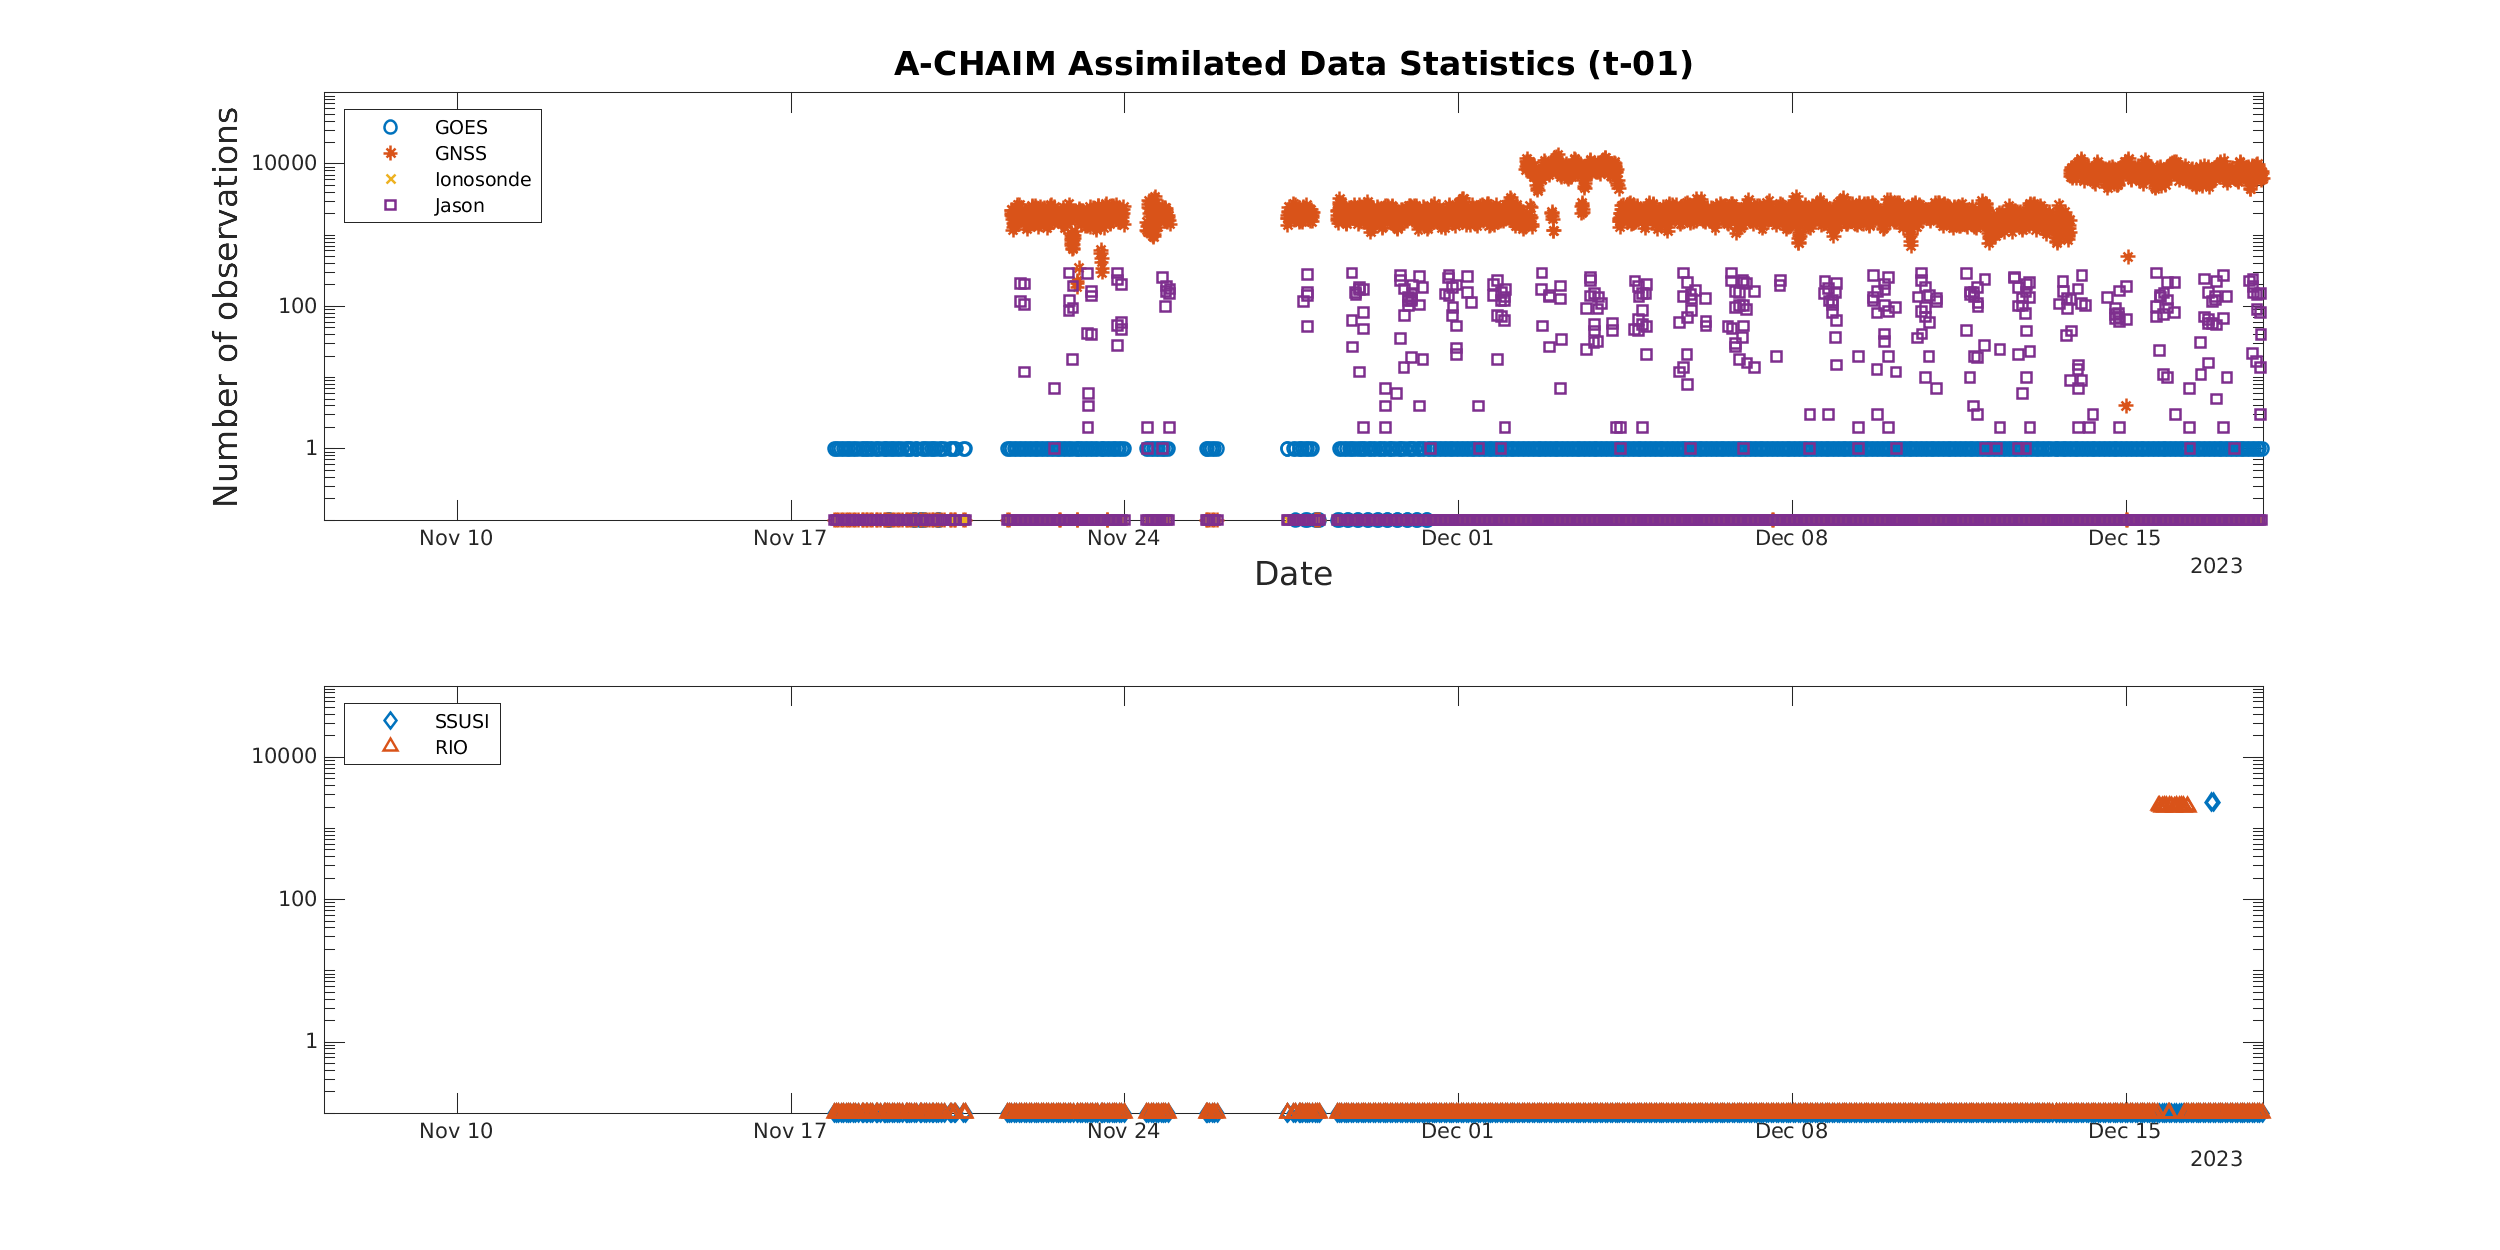 A-CHAIM Assimilated Data Statistics (t-01)
Number of observations
10000
100
1
GOES
GNSS
Ionosonde
Jason
Nov 10 Nov 17 Nov 24 Dec 01 Dec 08 Dec 15
2023
Date
10000
100
1
SSUSI
RIO
Nov 10 Nov 17 Nov 24 Dec 01 Dec 08 Dec 15
2023